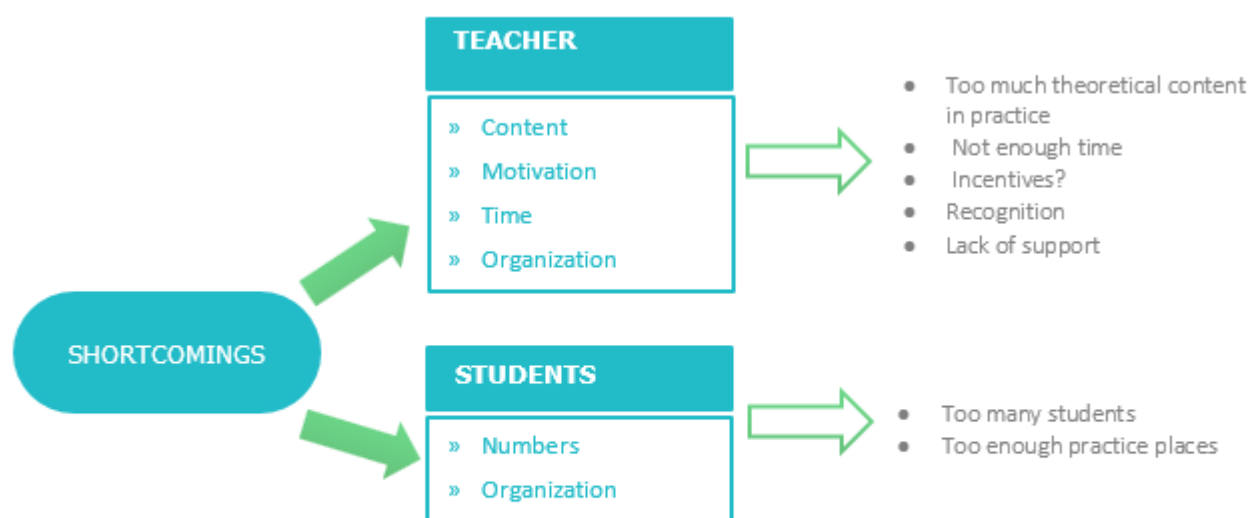 TEACHER
» Content
» Motivation
» Time
» Organization
● Too much theoretical content
in practice
● Not enough time
● Incentives?
● Recognition
● Lack of support
SHORTCOMINGS
STUDENTS
» Numbers
» Organization
● Too many students
● Too enough practice places